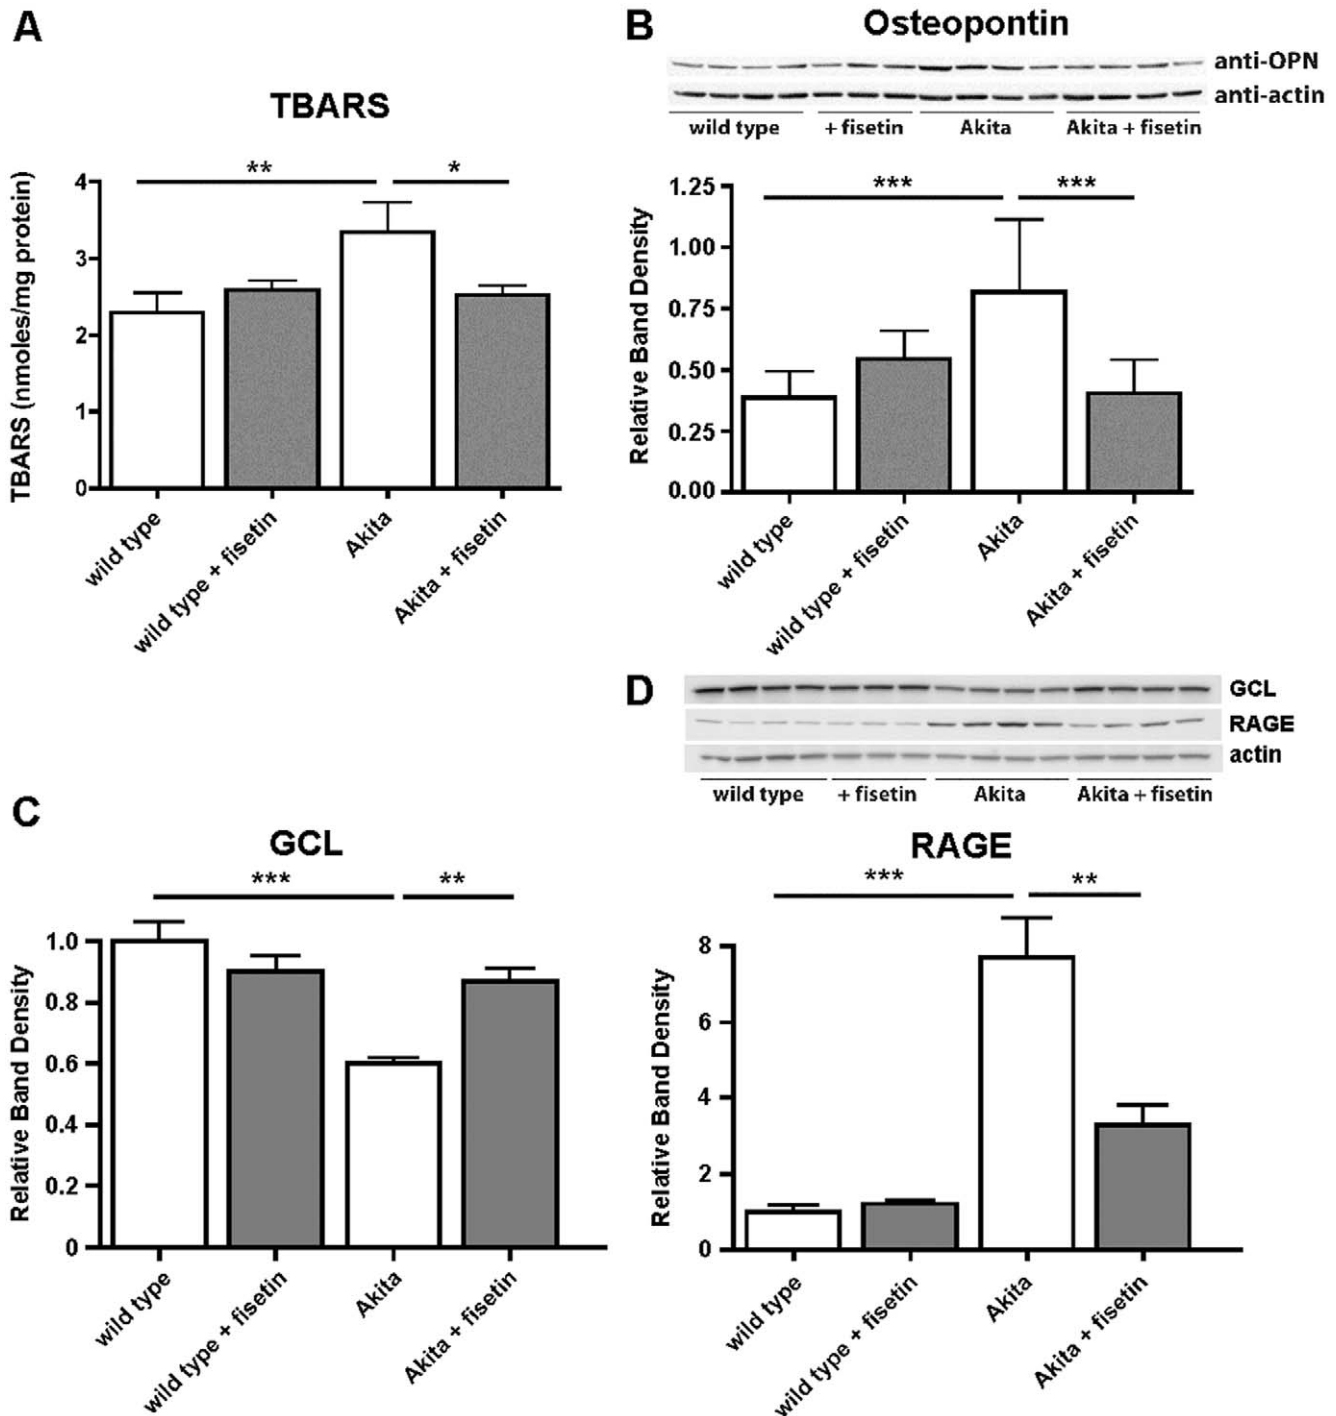 A
TBARS
** *
TBARS (nmoles/mg protein)
4
3
2
1
0
wild type
wild type + fisetin
Akita
Akita + fisetin
B
Osteopontin
anti-OPN
anti-actin
wild type + fisetin Akita Akita + fisetin
*** ***
Relative Band Density
1.25
1.00
0.75
0.50
0.25
0.00
wild type
wild type + fisetin
Akita
Akita + fisetin
C
GCL
*** **
Relative Band Density
1.0
0.8
0.6
0.4
0.2
0
wild type
wild type + fisetin
Akita
Akita + fisetin
D
GCL
RAGE
actin
wild type + fisetin Akita Akita + fisetin
RAGE
*** **
Relative Band Density
8
6
4
2
0
wild type
wild type + fisetin
Akita
Akita + fisetin